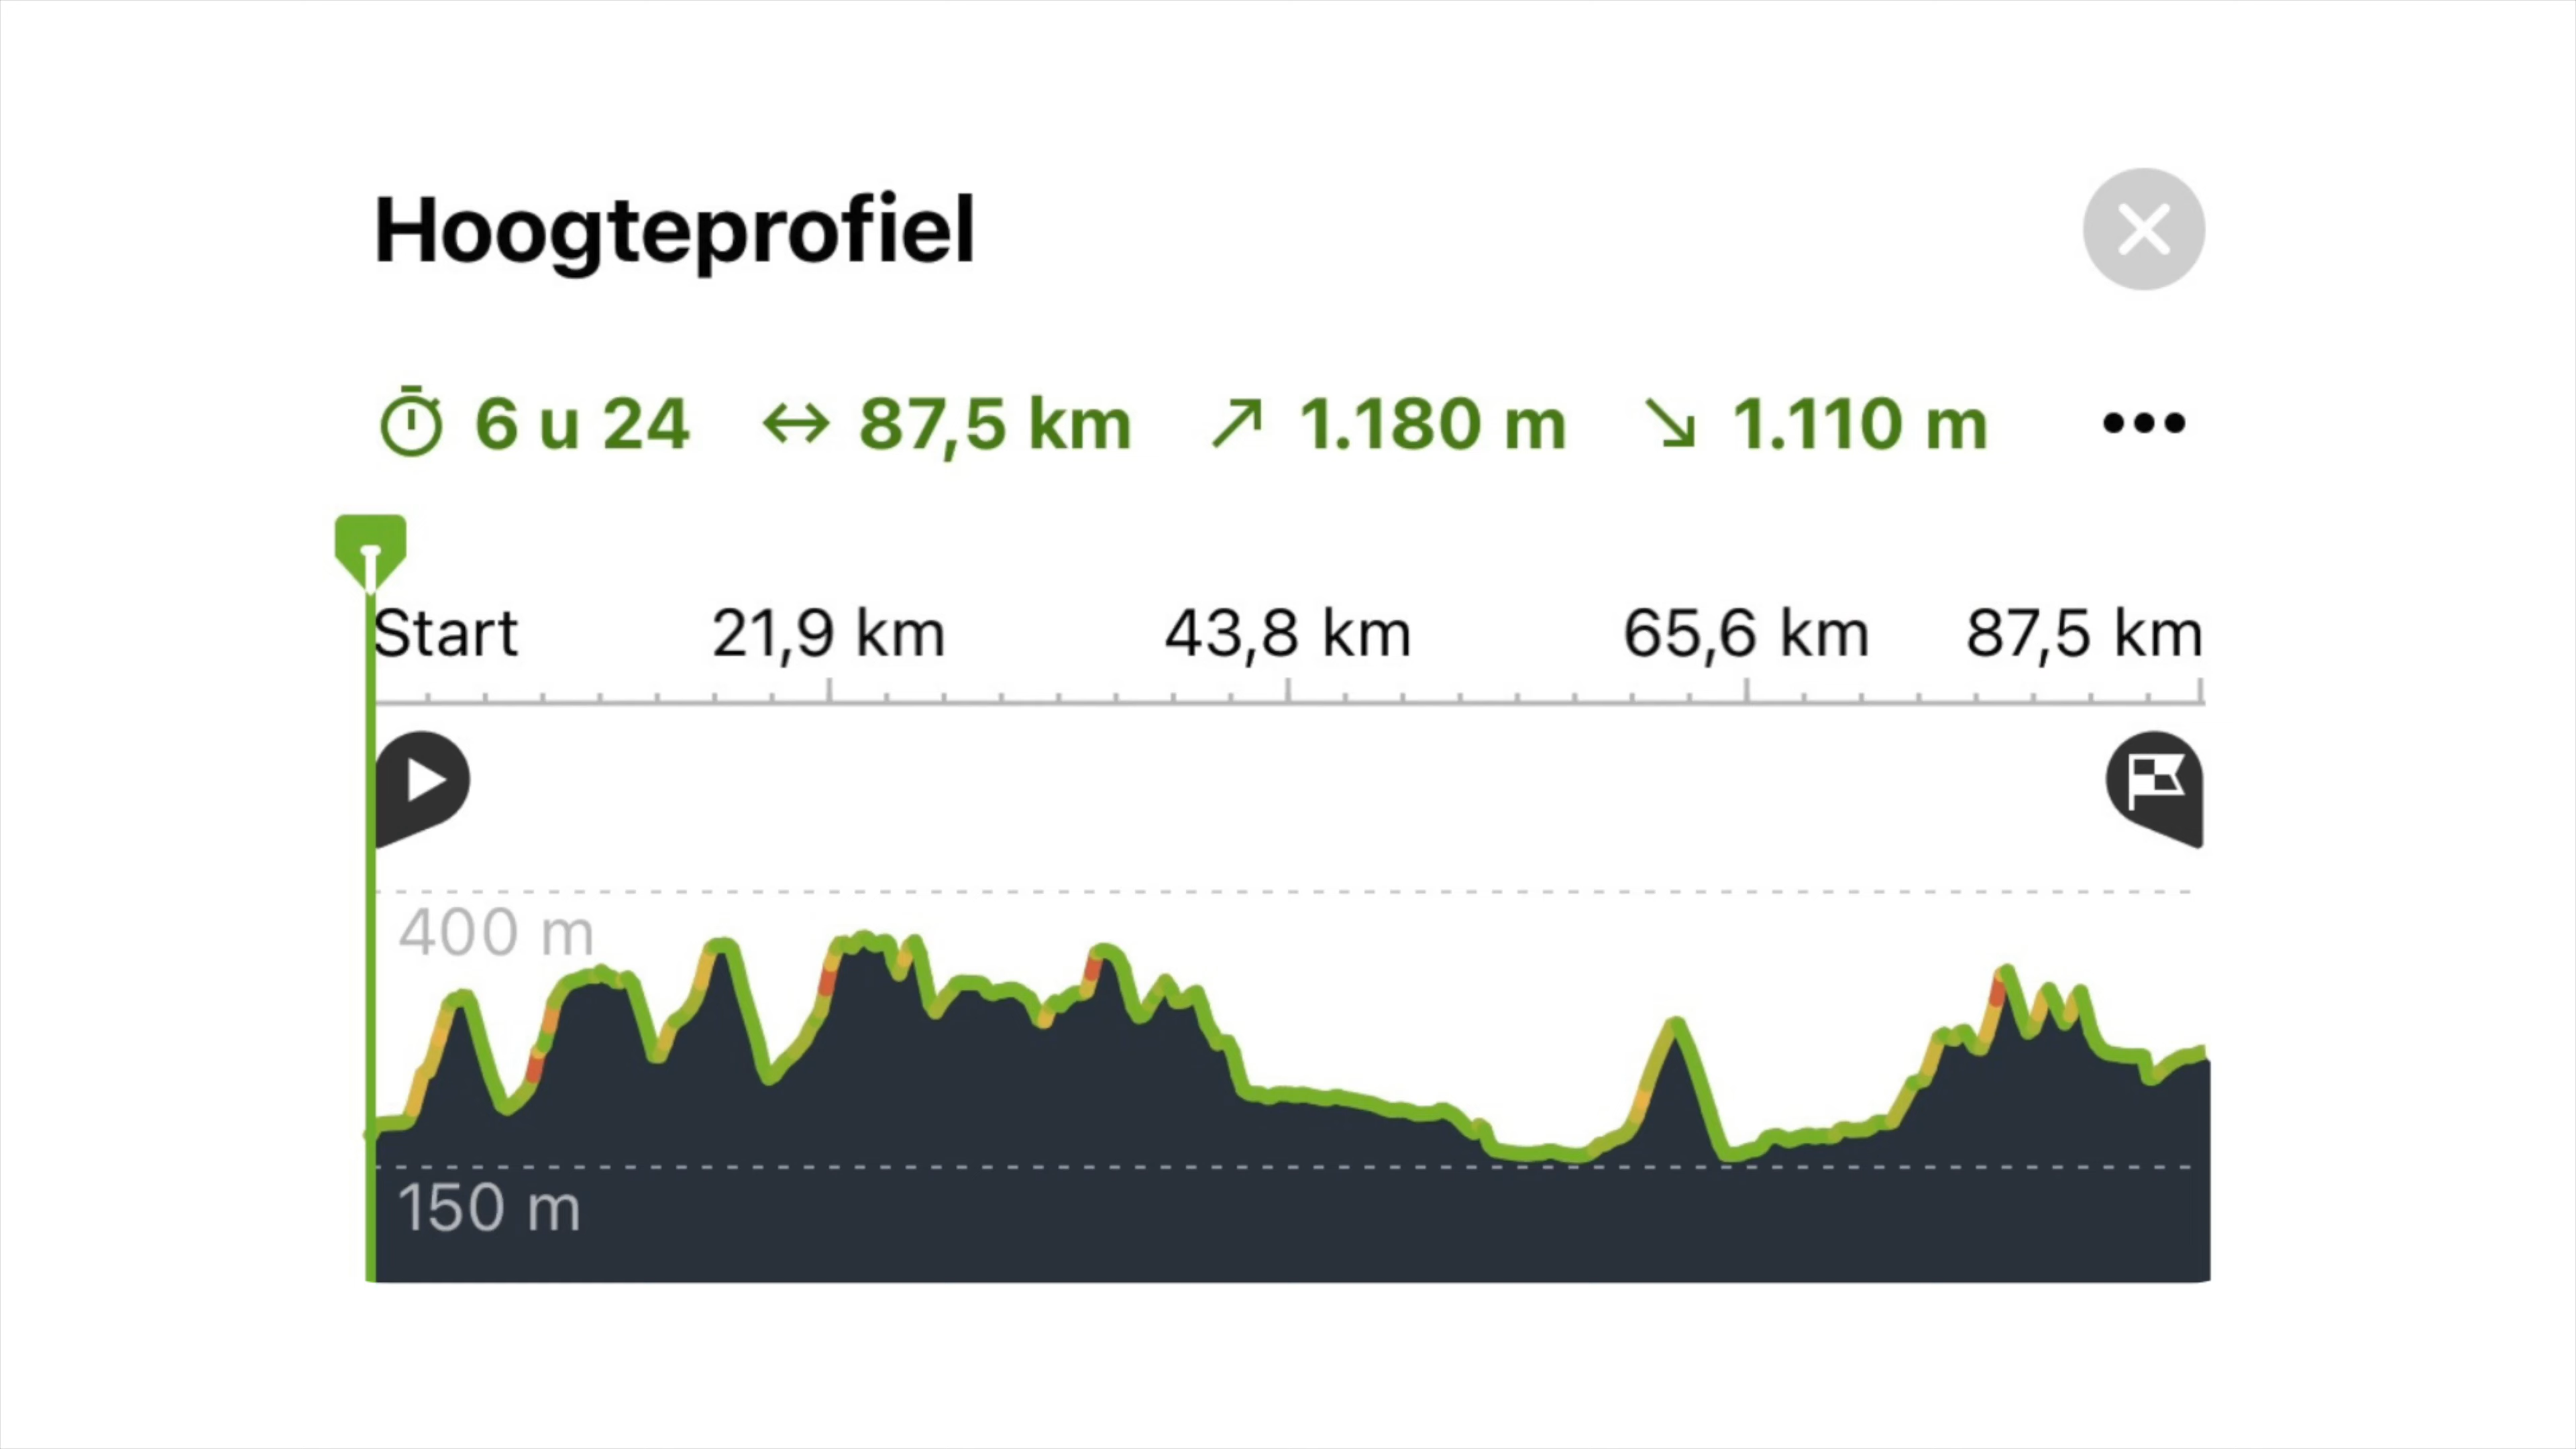 Hoogteprofiel
6 u 24 87,5 km 1.180 m 1.110 m
Start 21,9 km 43,8 km 65,6 km 87,5 km
400 m
150 m